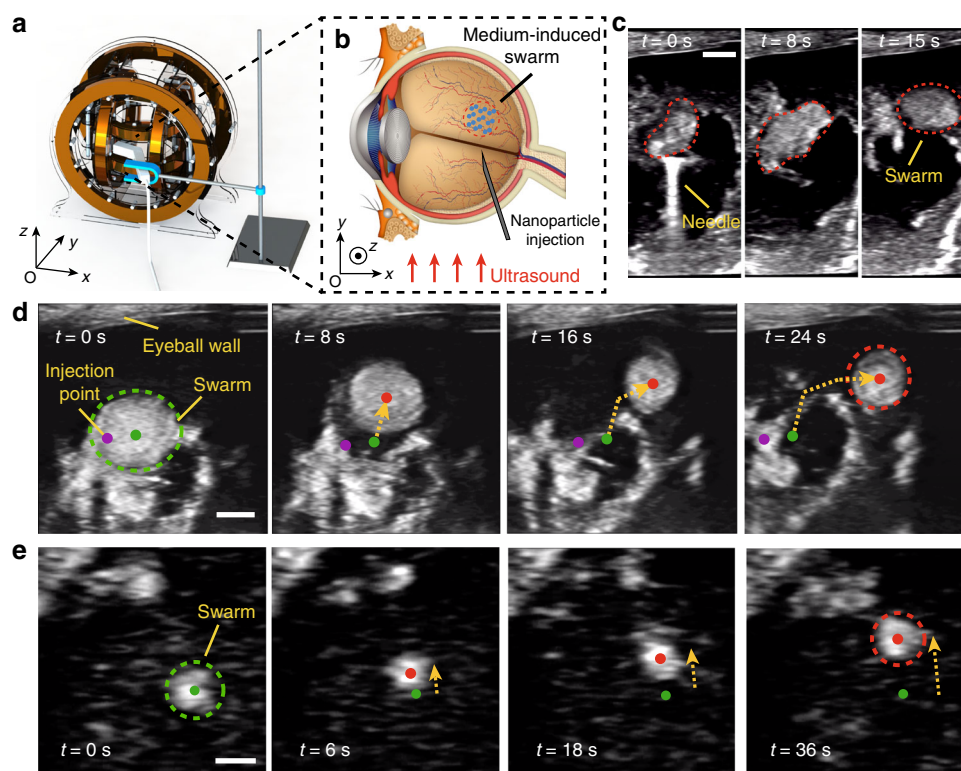 a
z
y
O
x
b
Medium-induced
swarm
Nanoparticle
injection
y
z
O
x
Ultrasound
c
t = 0 s
t = 8 s
t = 15 s
Needle
Swarm
d
t = 0 s
t = 8 s
t = 16 s
t = 24 s
Eyeball wall
Injection
point
Swarm
e
Swarm
t = 0 s
t = 6 s
t = 18 s
t = 36 s